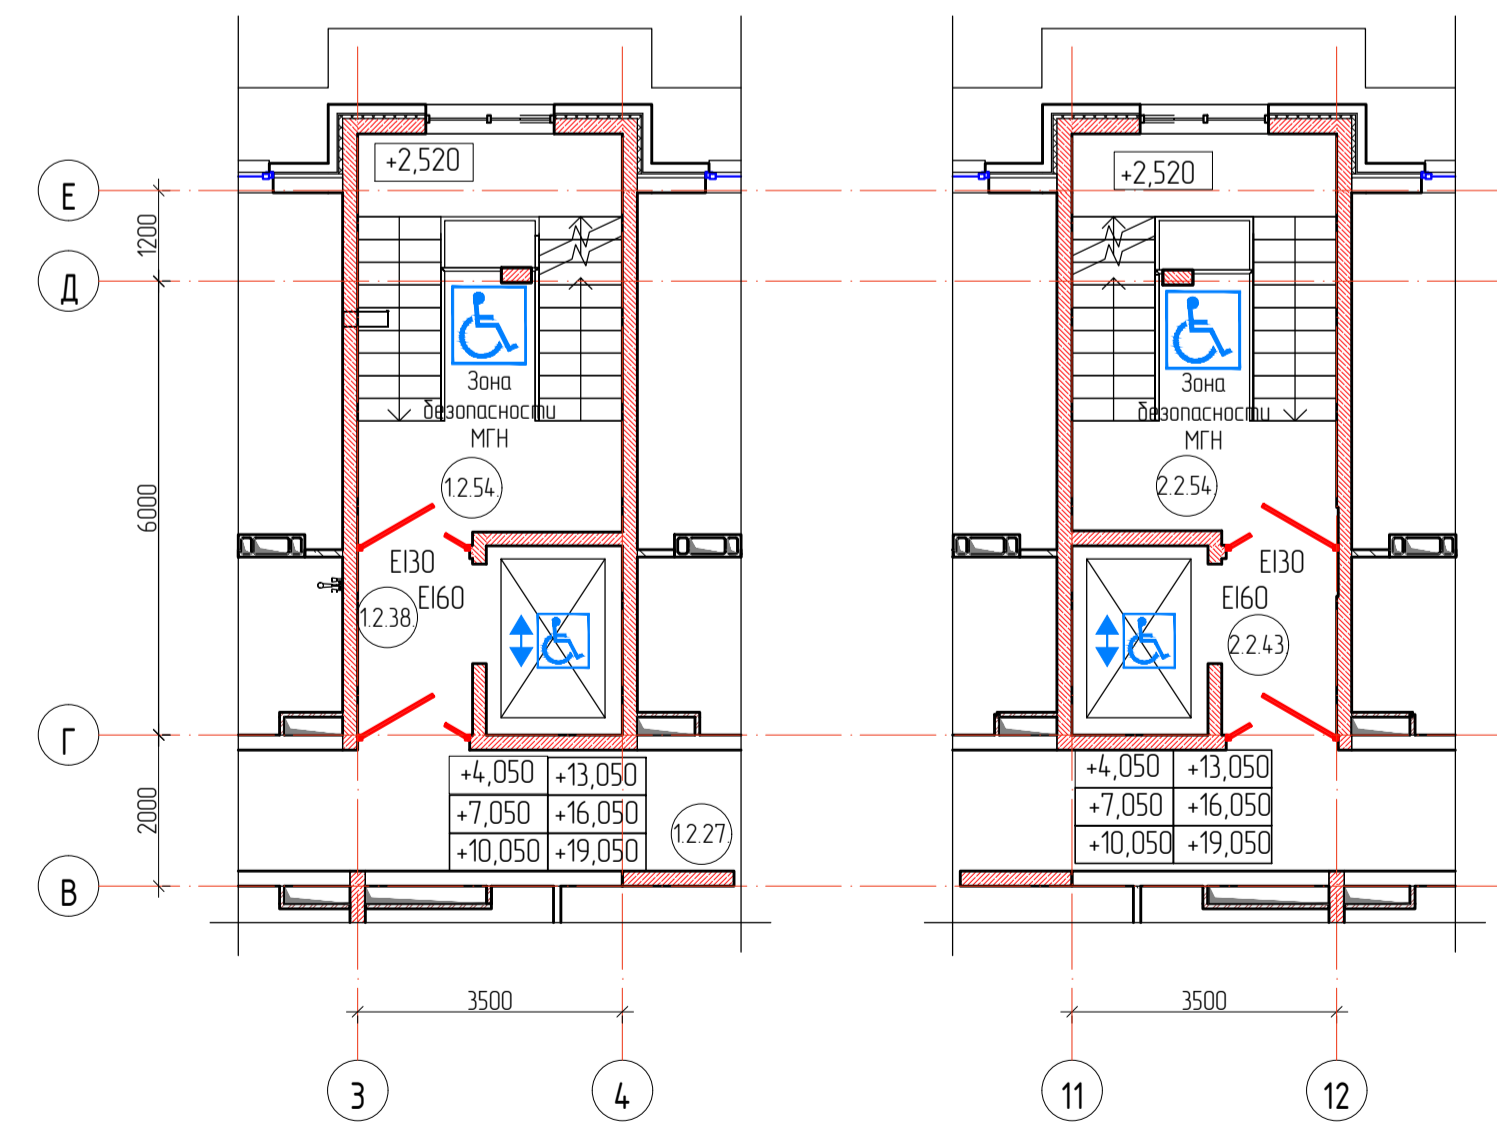 +2,520
+2,520
Е
1200
Д
Зона
безопасности
МГН
Зона
безопасности
МГН
1.2.54.
2.2.54.
6000
EI30
EI60
1.2.38.
EI30
EI60
2.2.43
Г
+4,050 +13,050
+7,050 +16,050
+10,050 +19,050
1.2.27.
+4,050 +13,050
+7,050 +16,050
+10,050 +19,050
2000
В
3500
3500
3
4
11
12